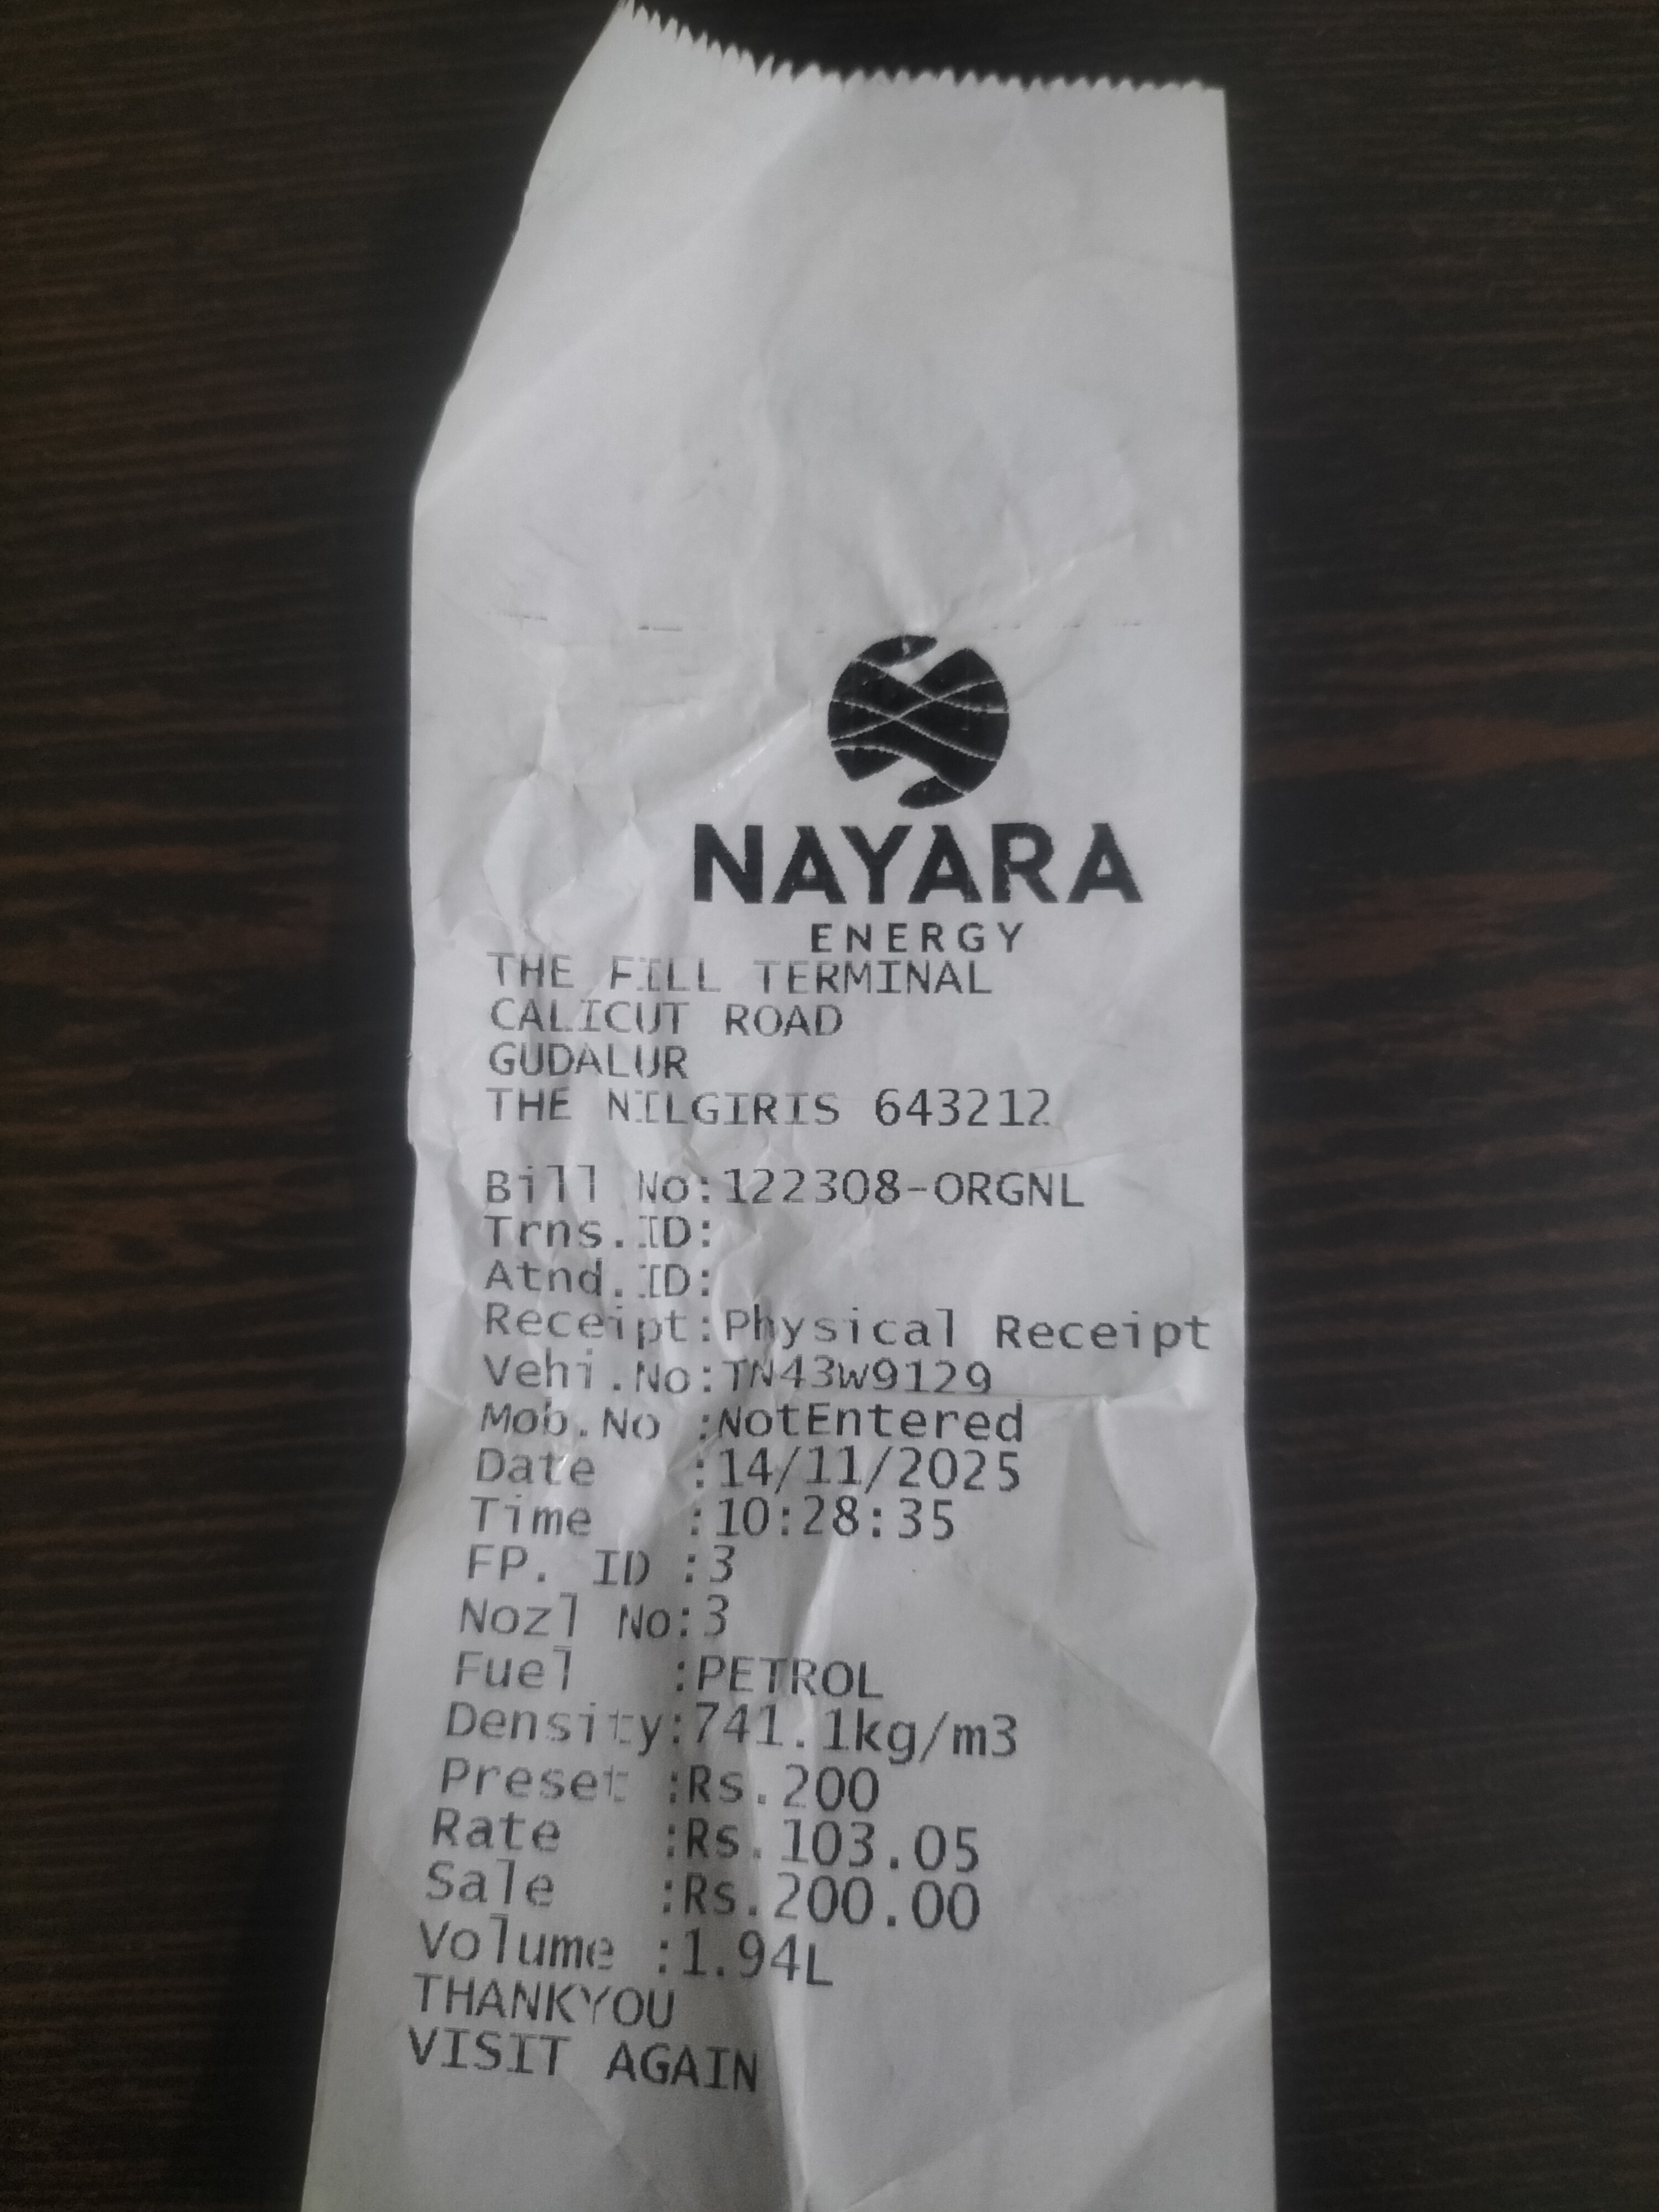 NAYARA
ENERGY
THE FILL TERMINAL
CALICUT ROAD
GUDALUR
THE NILGIRIS 643212
Bill No:122308-ORGNL
Trns.ID:
Atnd.ID:
Receipt:Physical Receipt
Vehi.No:TN43W9129
Mob.No :NotEntered
Date :14/11/2025
Time :10:28:35
FP. ID :3
Nozl No:3
Fuel :PETROL
Density:741.1kg/m3
Preset :Rs.200
Rate :Rs.103.05
Sale :Rs.200.00
Volume :1.94L
THANKYOU
VISIT AGAIN